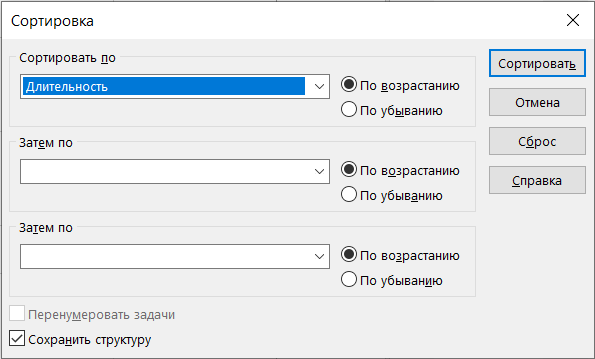 Сортировка
Сортировать по
Длительность
По возрастанию
По убыванию
Затем по
По возрастанию
По убыванию
Затем по
По возрастанию
По убыванию
Перенумеровать задачи
Сохранить структуру
Сортировать
Отмена
Сброс
Справка